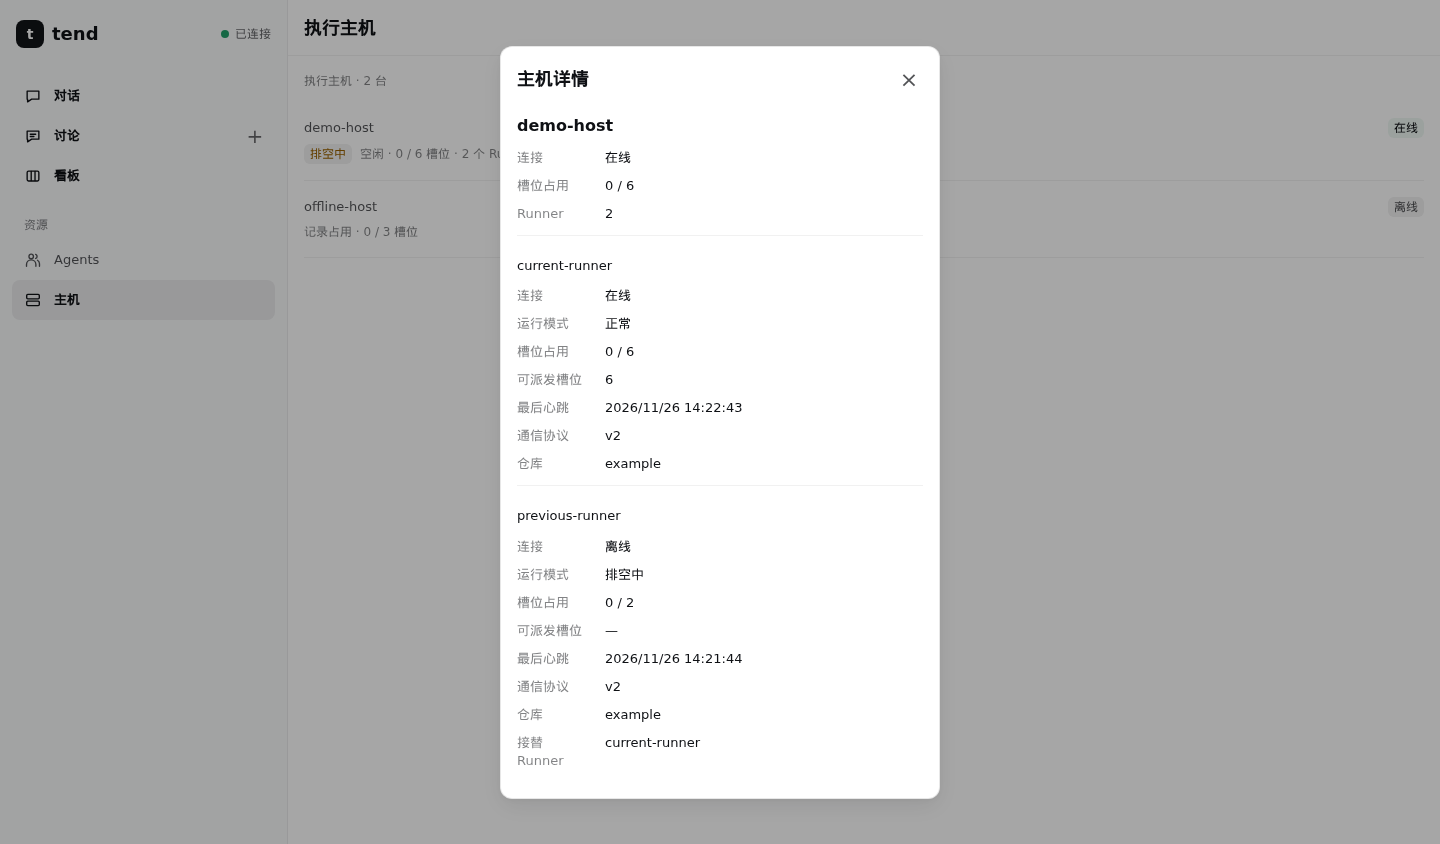 t tend
已连接
对话
讨论
看板
资源
Agents
主机
执行主机
执行主机 · 2 台
demo-host
在线
排空中 空闲 · 0 / 6 槽位 · 2 个 Ru
offline-host
离线
记录占用 · 0 / 3 槽位
主机详情
demo-host
连接 在线
槽位占用 0 / 6
Runner 2
current-runner
连接 在线
运行模式 正常
槽位占用 0 / 6
可派发槽位 6
最后心跳 2026/11/26 14:22:43
通信协议 v2
仓库 example
previous-runner
连接 离线
运行模式 排空中
槽位占用 0 / 2
可派发槽位 —
最后心跳 2026/11/26 14:21:44
通信协议 v2
仓库 example
接替 current-runner
Runner